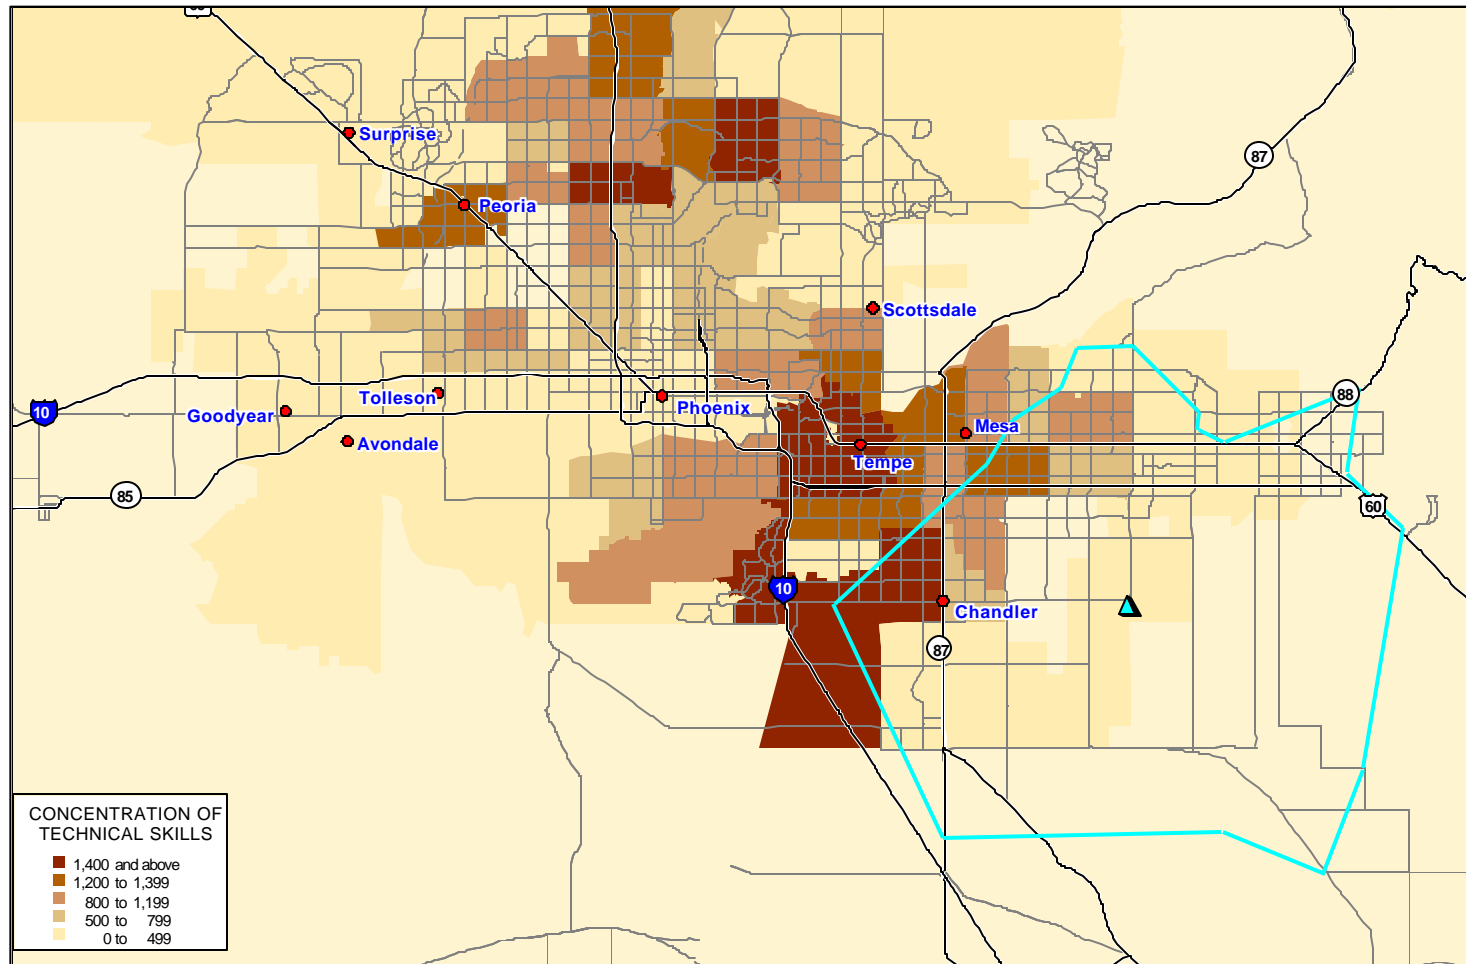 87
Surprise
Peoria
Scottsdale
88
10
Tolleson
Phoenix
Goodyear
Mesa
Avondale
Tempe
85
60
10
Chandler
87
CONCENTRATION OF
TECHNICAL SKILLS
1,400 and above
1,200 to 1,399
800 to 1,199
500 to 799
0 to 499